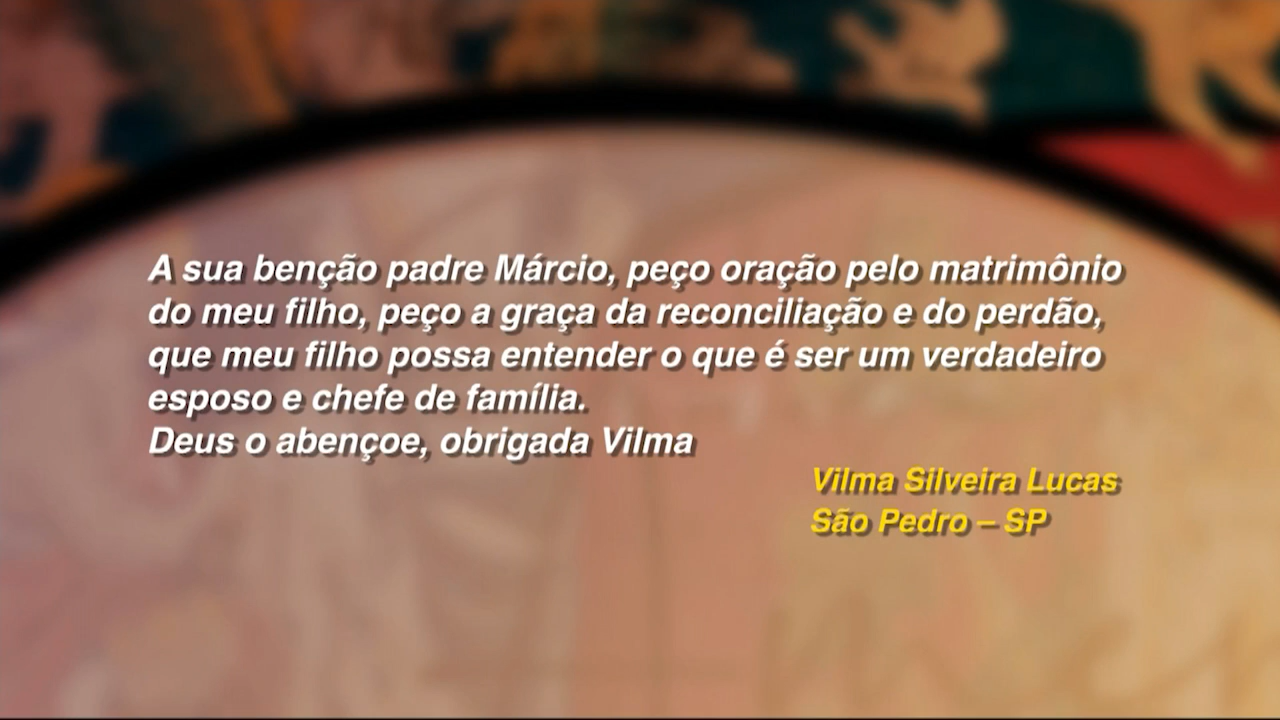 A sua benção padre Márcio, peço oração pelo matrimônio
do meu filho, peço a graça da reconciliação e do perdão,
que meu filho possa entender o que é ser um verdadeiro
esposo e chefe de família.
Deus o abençoe, obrigada Vilma
Vilma Silveira Lucas
São Pedro – SP